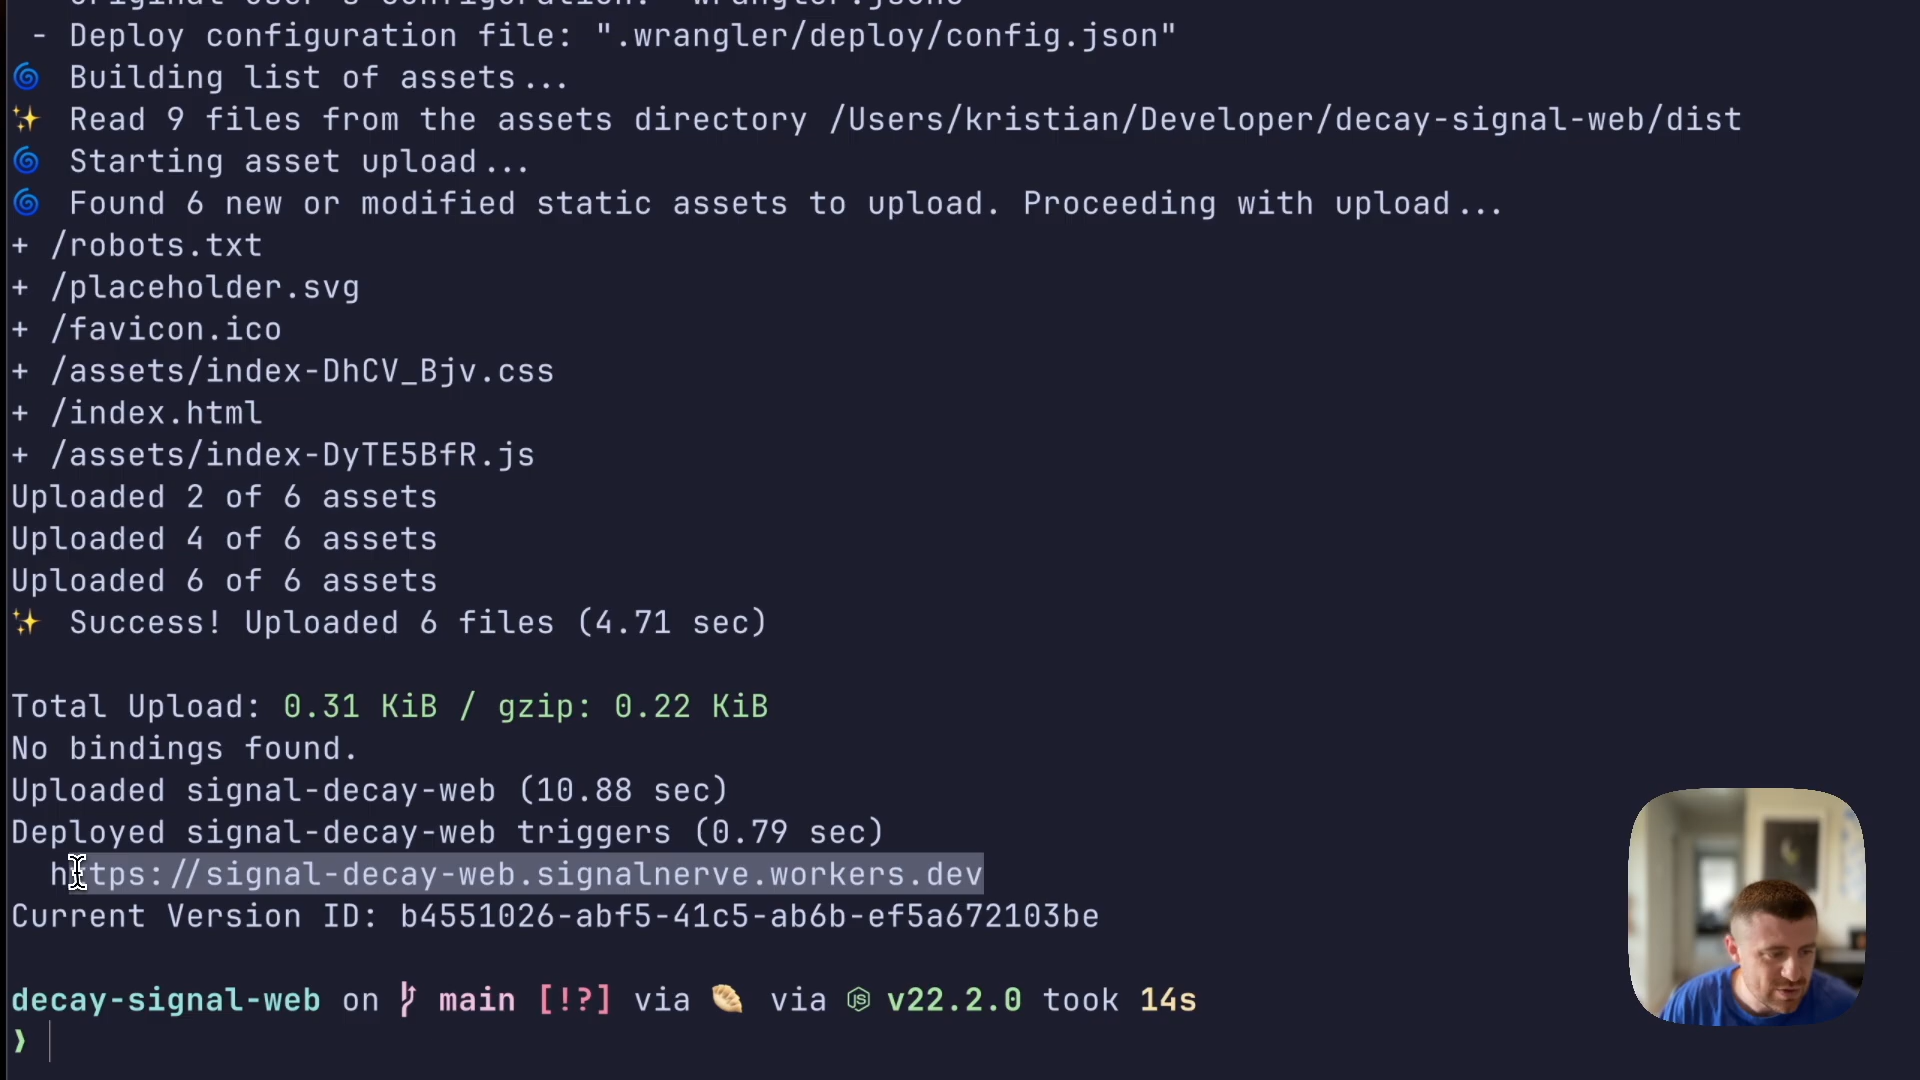 - Deploy configuration file: ".wrangler/deploy/config.json"
Building list of assets...
Read 9 files from the assets directory /Users/kristian/Developer/decay-signal-web/dist
Starting asset upload...
Found 6 new or modified static assets to upload. Proceeding with upload...
+ /robots.txt
+ /placeholder.svg
+ /favicon.ico
+ /assets/index-DhCV_Bjv.css
+ /index.html
+ /assets/index-DyTE5BfR.js
Uploaded 2 of 6 assets
Uploaded 4 of 6 assets
Uploaded 6 of 6 assets
Success! Uploaded 6 files (4.71 sec)
Total Upload: 0.31 KiB / gzip: 0.22 KiB
No bindings found.
Uploaded signal-decay-web (10.88 sec)
Deployed signal-decay-web triggers (0.79 sec)
https://signal-decay-web.signalnerve.workers.dev
Current Version ID: b4551026-abf5-41c5-ab6b-ef5a672103be
decay-signal-web on main [!?] via via v22.2.0 took 14s
❯